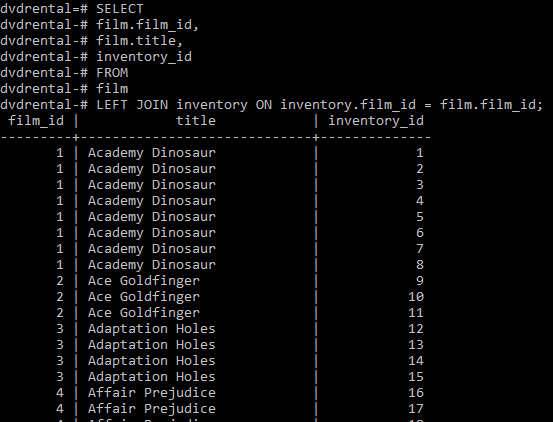 dvdrental=# SELECT
dvdrental-# film.film_id,
dvdrental-# film.title,
dvdrental-# inventory_id
dvdrental-# FROM
dvdrental-# film
dvdrental-# LEFT JOIN inventory ON inventory.film_id = film.film_id;
 film_id |            title            | inventory_id
---------+-----------------------------+--------------
       1 | Academy Dinosaur            |            1
       1 | Academy Dinosaur            |            2
       1 | Academy Dinosaur            |            3
       1 | Academy Dinosaur            |            4
       1 | Academy Dinosaur            |            5
       1 | Academy Dinosaur            |            6
       1 | Academy Dinosaur            |            7
       1 | Academy Dinosaur            |            8
       2 | Ace Goldfinger              |            9
       2 | Ace Goldfinger              |           10
       2 | Ace Goldfinger              |           11
       3 | Adaptation Holes            |           12
       3 | Adaptation Holes            |           13
       3 | Adaptation Holes            |           14
       3 | Adaptation Holes            |           15
       4 | Affair Prejudice            |           16
       4 | Affair Prejudice            |           17